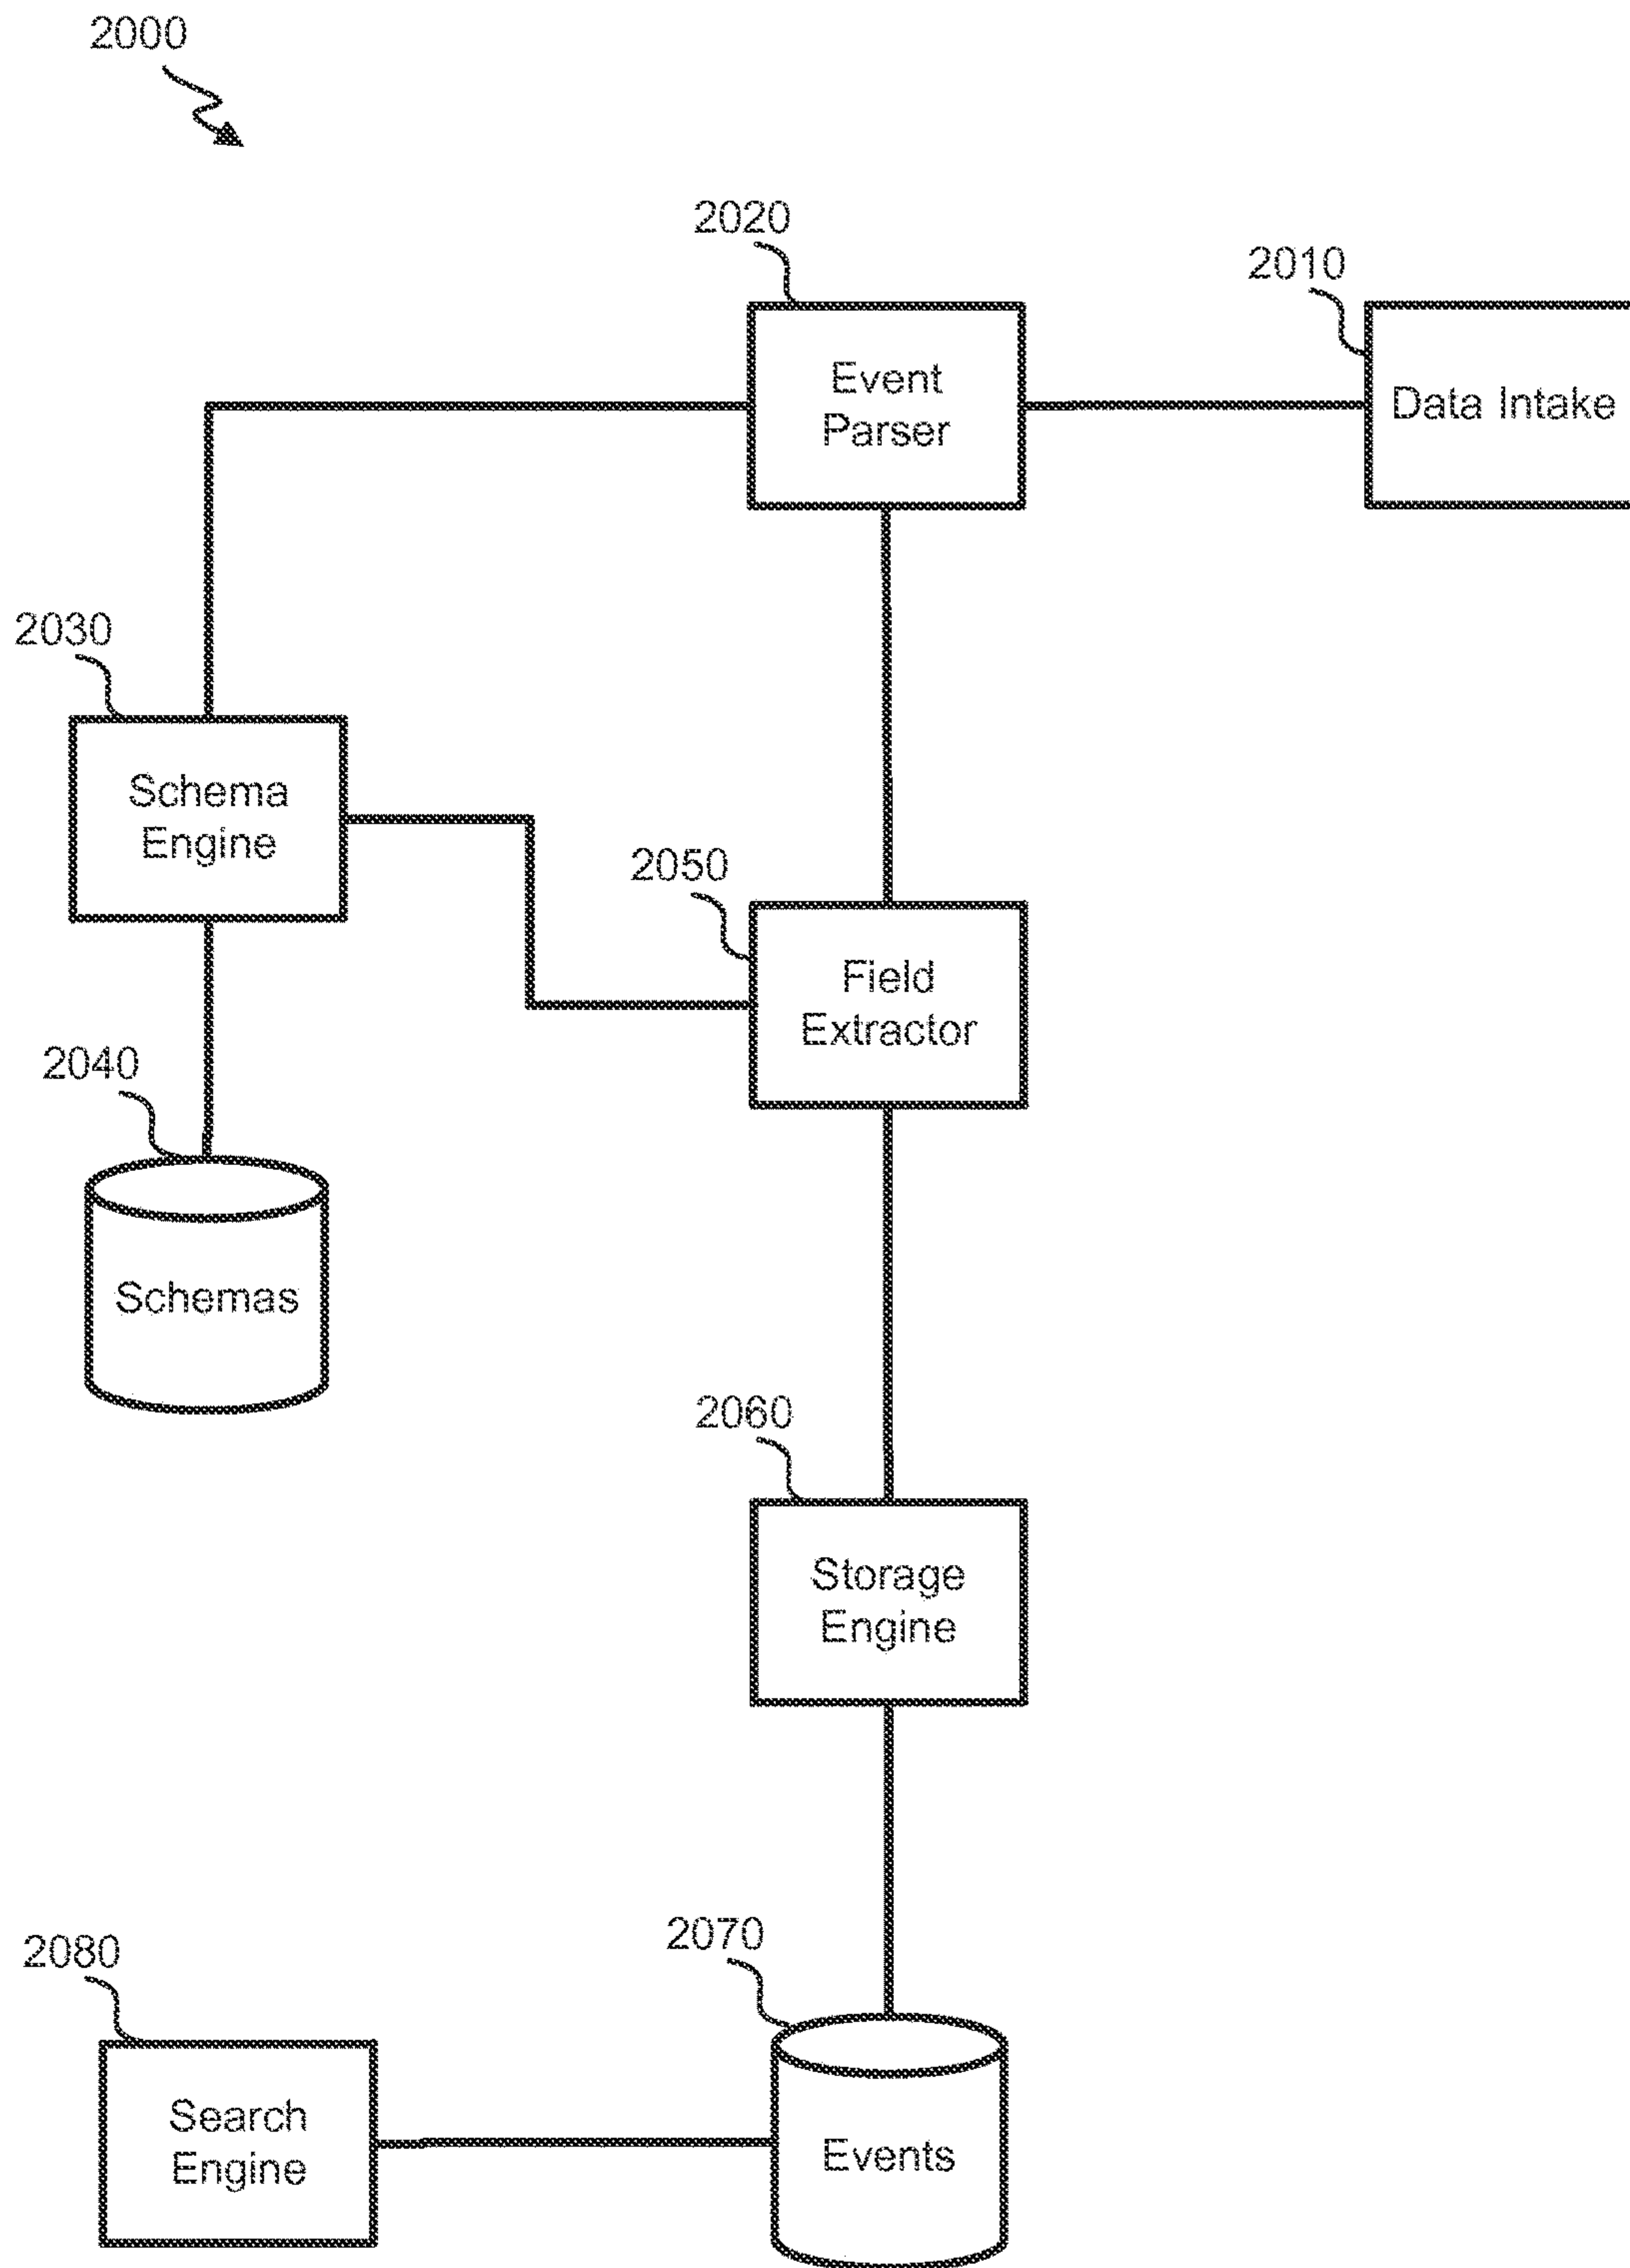 2000
2020
2010
Event
Parser
Data Intake
2030
Schema
Engine
2050
Field
Extractor
2040
Schemas
2060
Storage
Engine
2080
2070
Search
Engine
Events